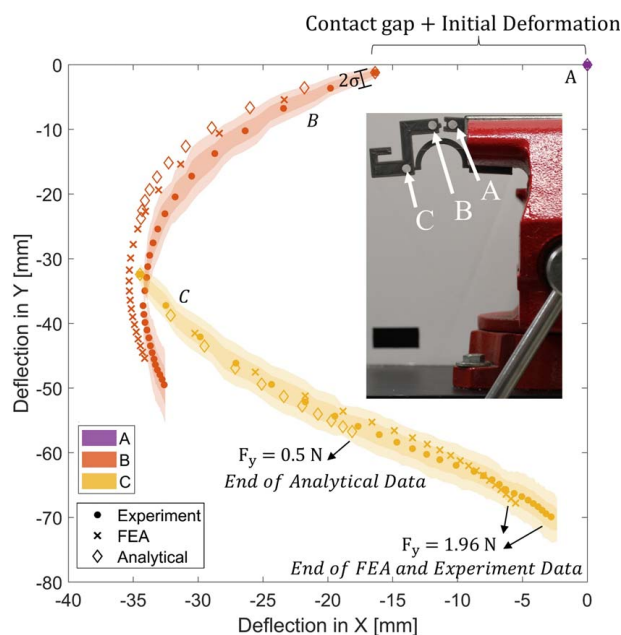 Contact gap + Initial Deformation
0
-10
-20
-30
-40
-50
-60
-70
-80
Deflection in Y [mm]
A
2σ
B
C
A
B
C
F_y = 0.5 N
End of Analytical Data
F_y = 1.96 N
End of FEA and Experiment Data
A
B
C
Experiment
FEA
Analytical
-40 -35 -30 -25 -20 -15 -10 -5 0
Deflection in X [mm]